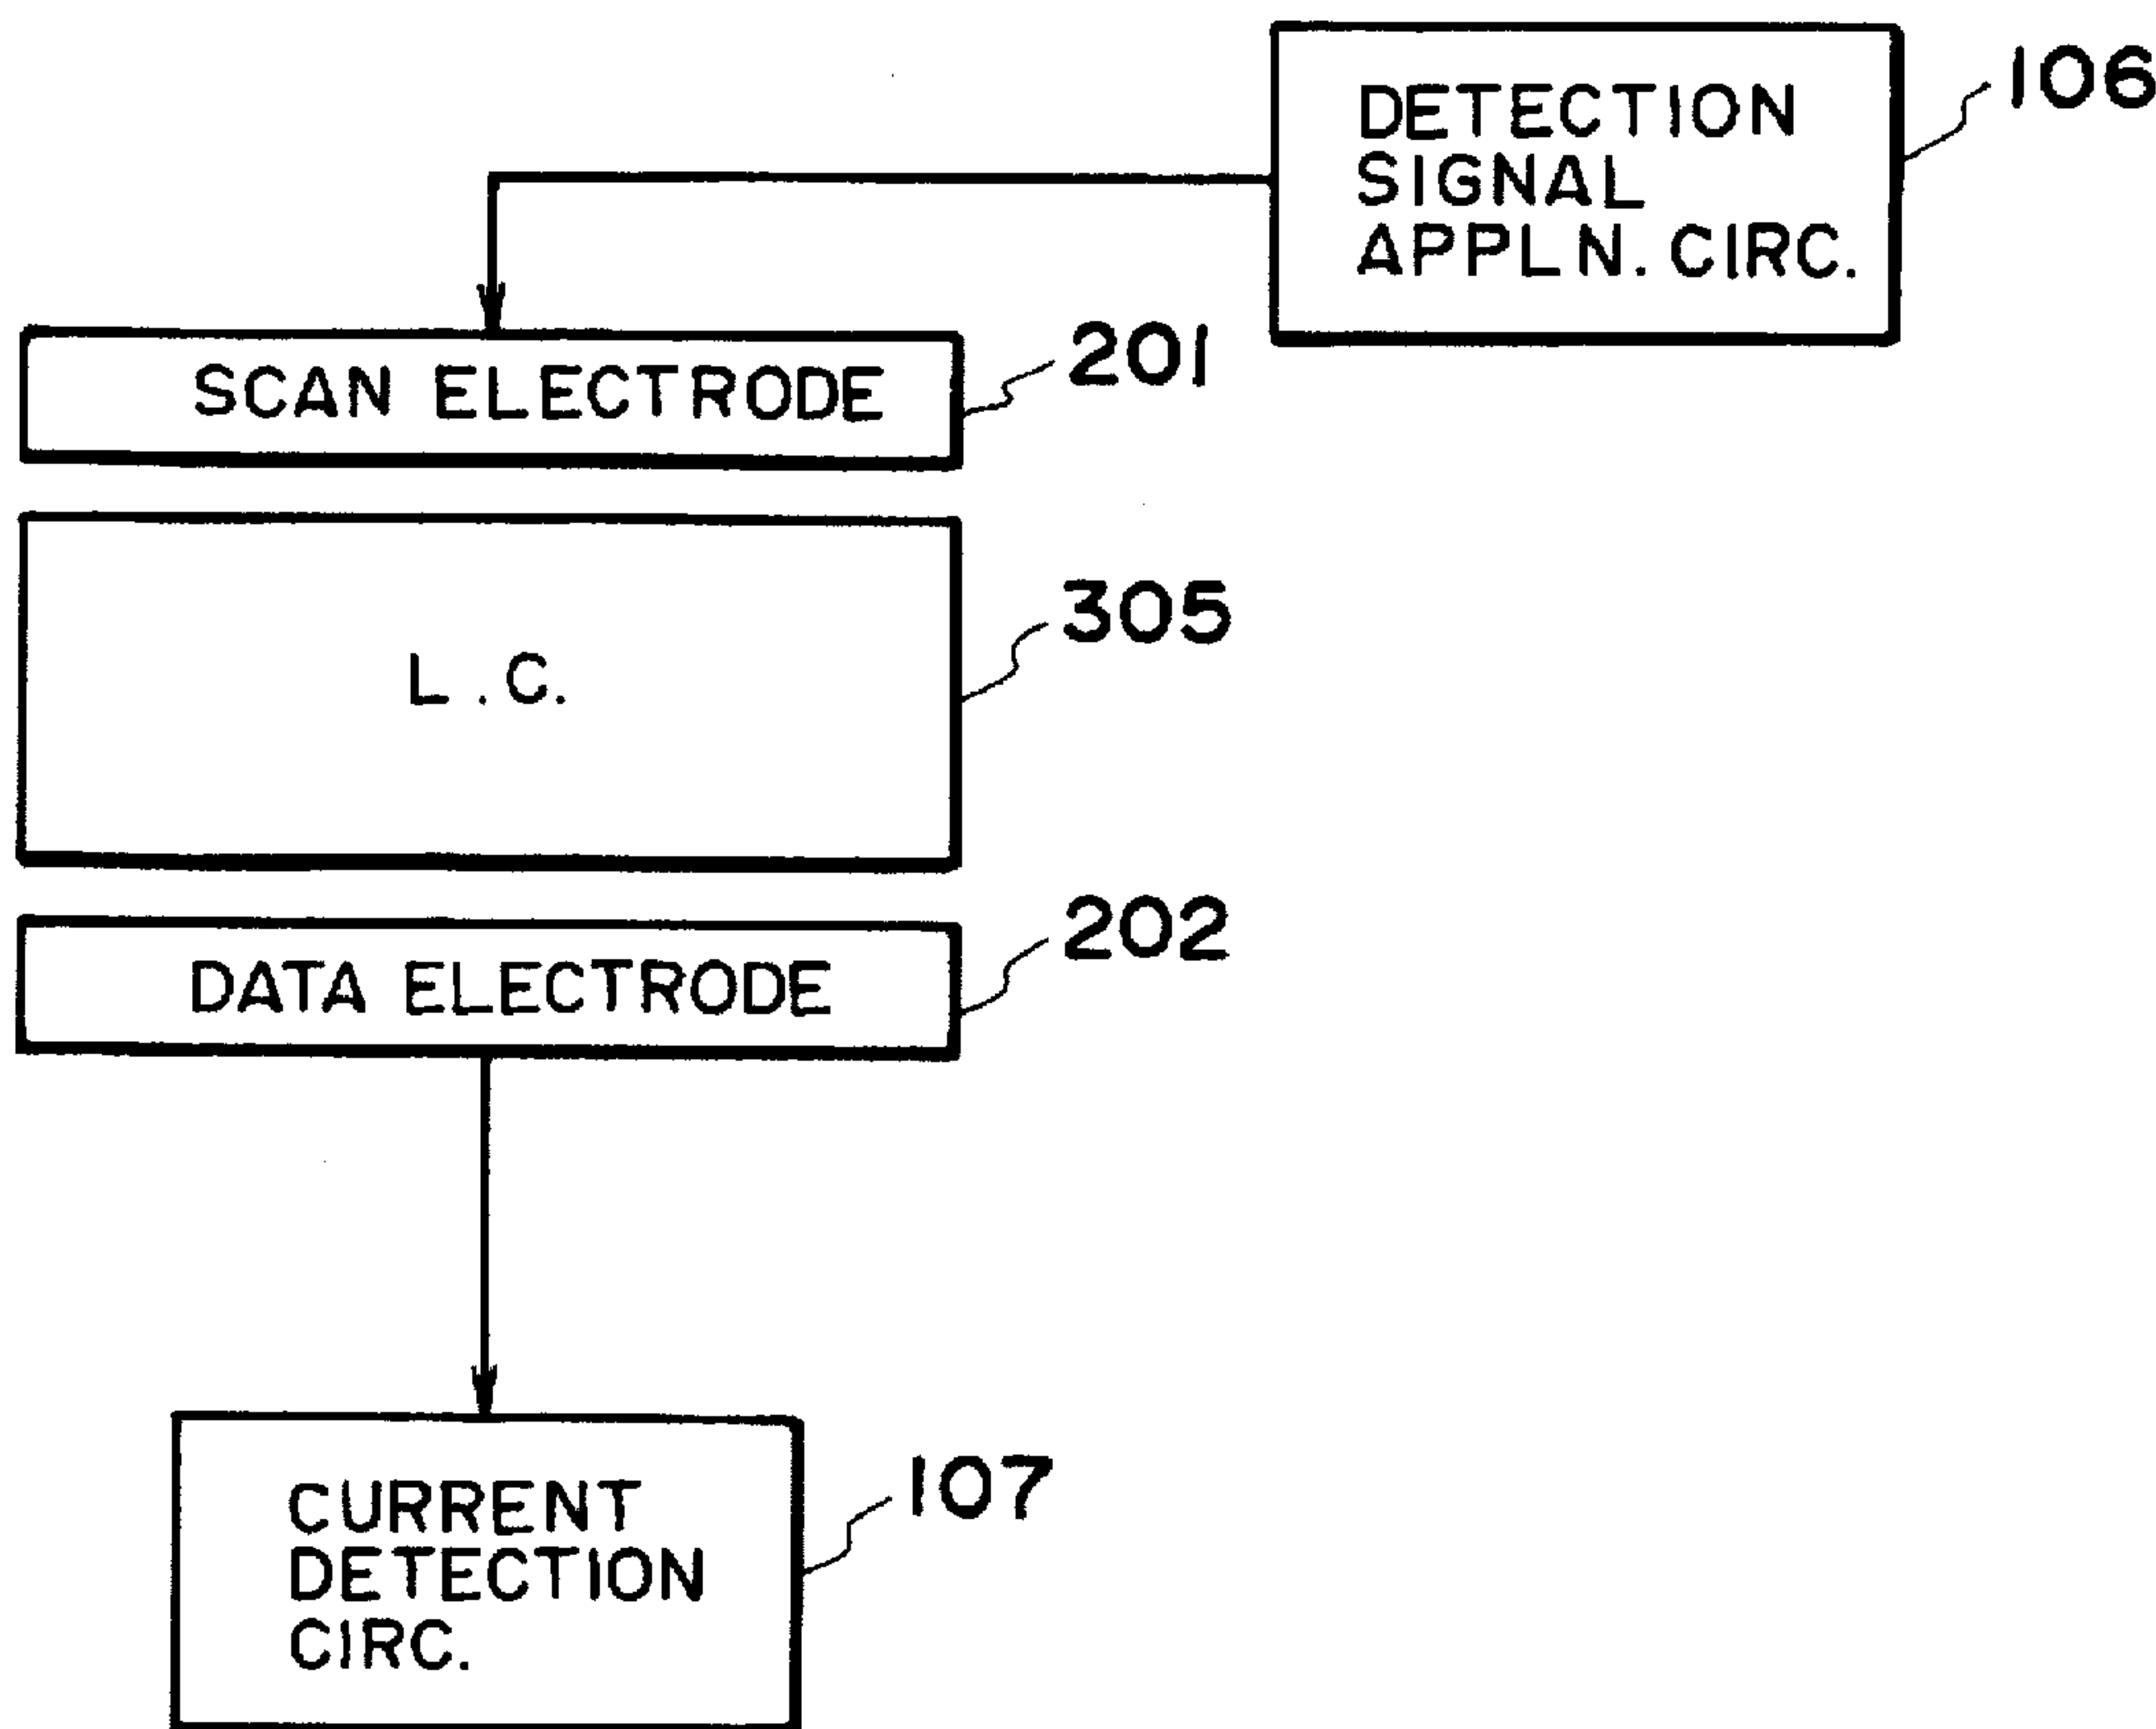 DETECTION
SIGNAL
APPLN. CIRC.
106
SCAN ELECTRODE
201
L.C.
305
DATA ELECTRODE
202
CURRENT
DETECTION
CIRC.
107